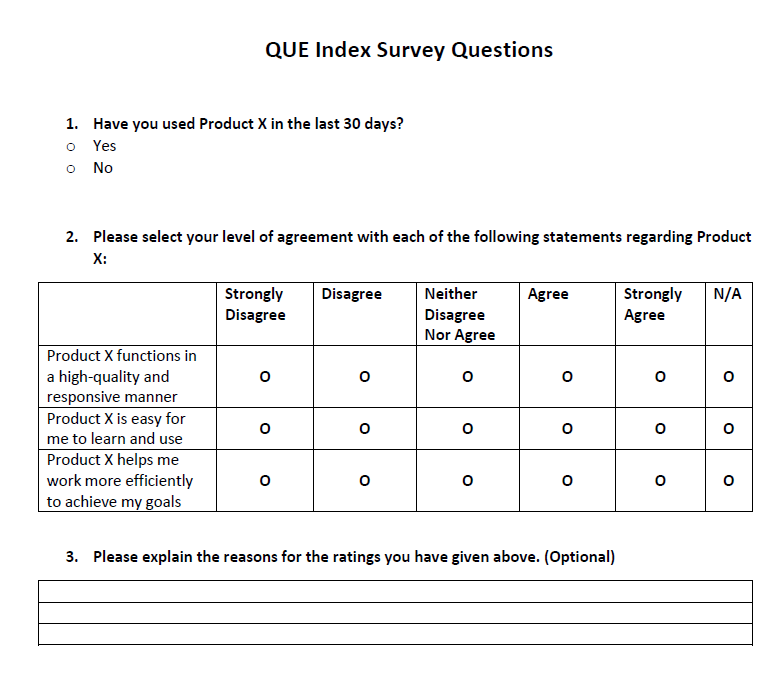 QUE Index Survey Questions
1. Have you used Product X in the last 30 days?
o Yes
o No
2. Please select your level of agreement with each of the following statements regarding Product
X:
Strongly Disagree Neither Agree Strongly N/A
Disagree Disagree Agree
Nor Agree
Product X functions in
a high-quality and
responsive manner
O O O O O O
Product X is easy for
me to learn and use
O O O O O O
Product X helps me
work more efficiently
to achieve my goals
O O O O O O
3. Please explain the reasons for the ratings you have given above. (Optional)